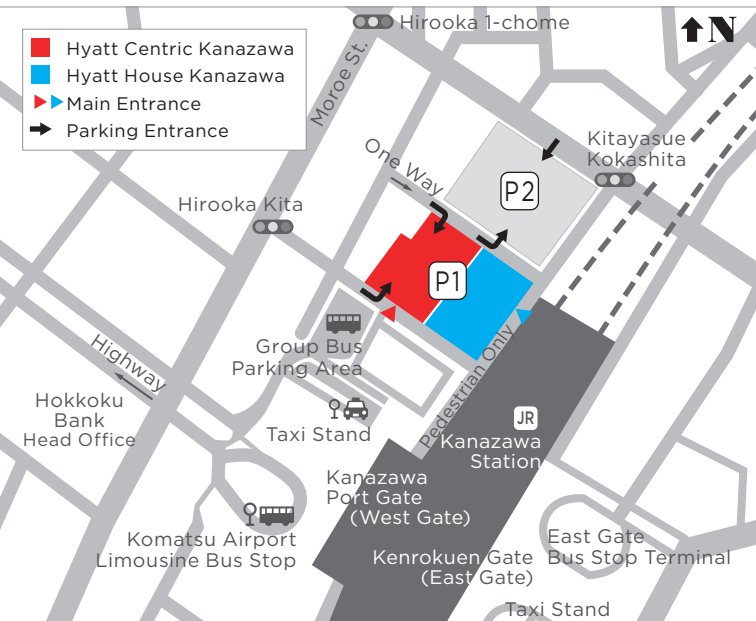 Hirooka 1-chome
N
Hyatt Centric Kanazawa
Hyatt House Kanazawa
Main Entrance
Parking Entrance
Moroe St.
One Way
Kitayasue
Kokashita
P2
Hirooka Kita
P1
Group Bus
Parking Area
Highway
Pedestrian Only
Hokkoku
Bank
Head Office
Taxi Stand
JR
Kanazawa
Station
Kanazawa
Port Gate
(West Gate)
Komatsu Airport
Limousine Bus Stop
Kenrokuen Gate
(East Gate)
East Gate
Bus Stop Terminal
Taxi Stand